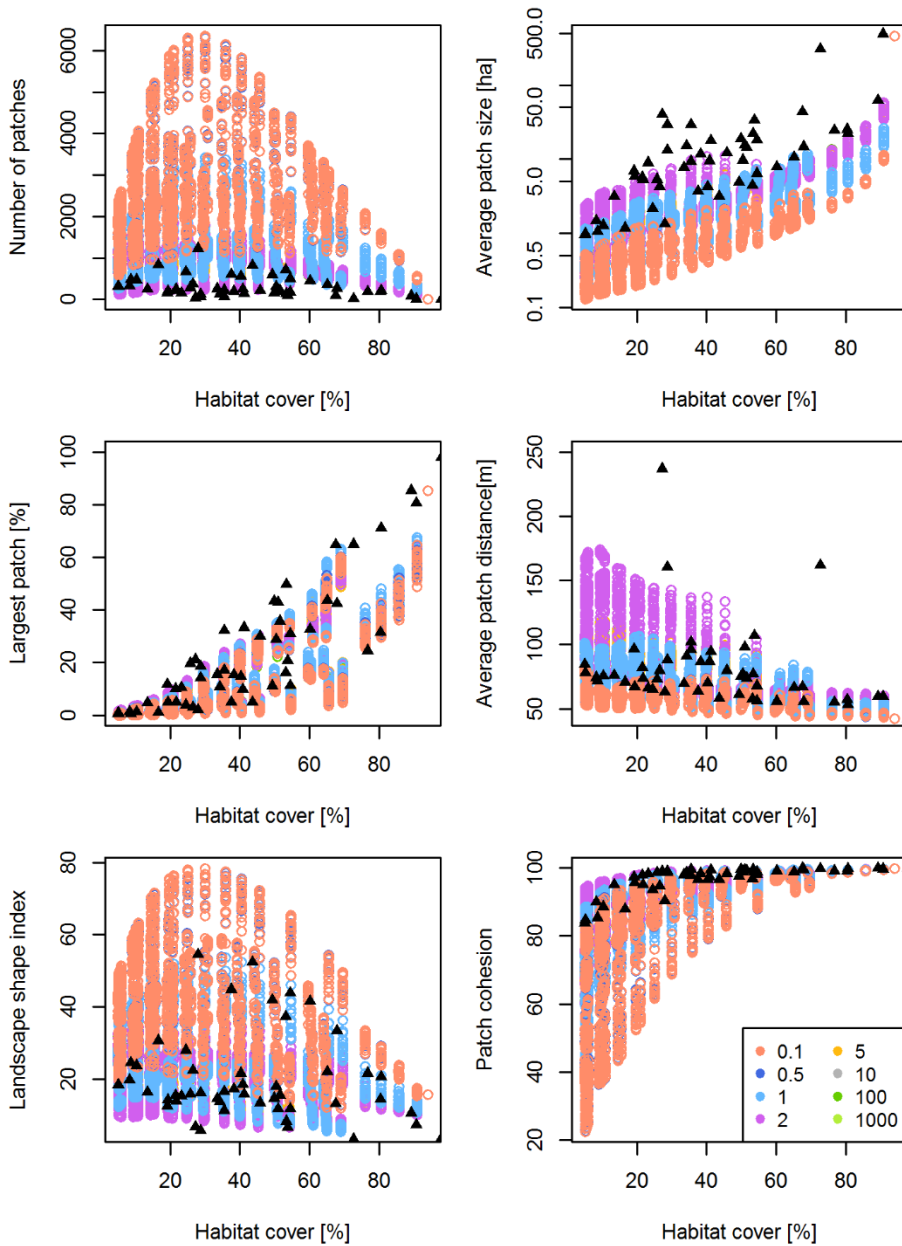 Number of patches
6000
4000
2000
0
20 40 60 80
Habitat cover [%]
Average patch size [ha]
500.0
50.0
5.0
0.5
0.1
20 40 60 80
Habitat cover [%]
Largest patch [%]
100
80
60
40
20
0
20 40 60 80
Habitat cover [%]
Average patch distance[m]
250
200
150
100
50
20 40 60 80
Habitat cover [%]
Landscape shape index
80
60
40
20
20 40 60 80
Habitat cover [%]
Patch cohesion
100
80
60
40
20
0.1 5
0.5 10
1 100
2 1000
20 40 60 80
Habitat cover [%]